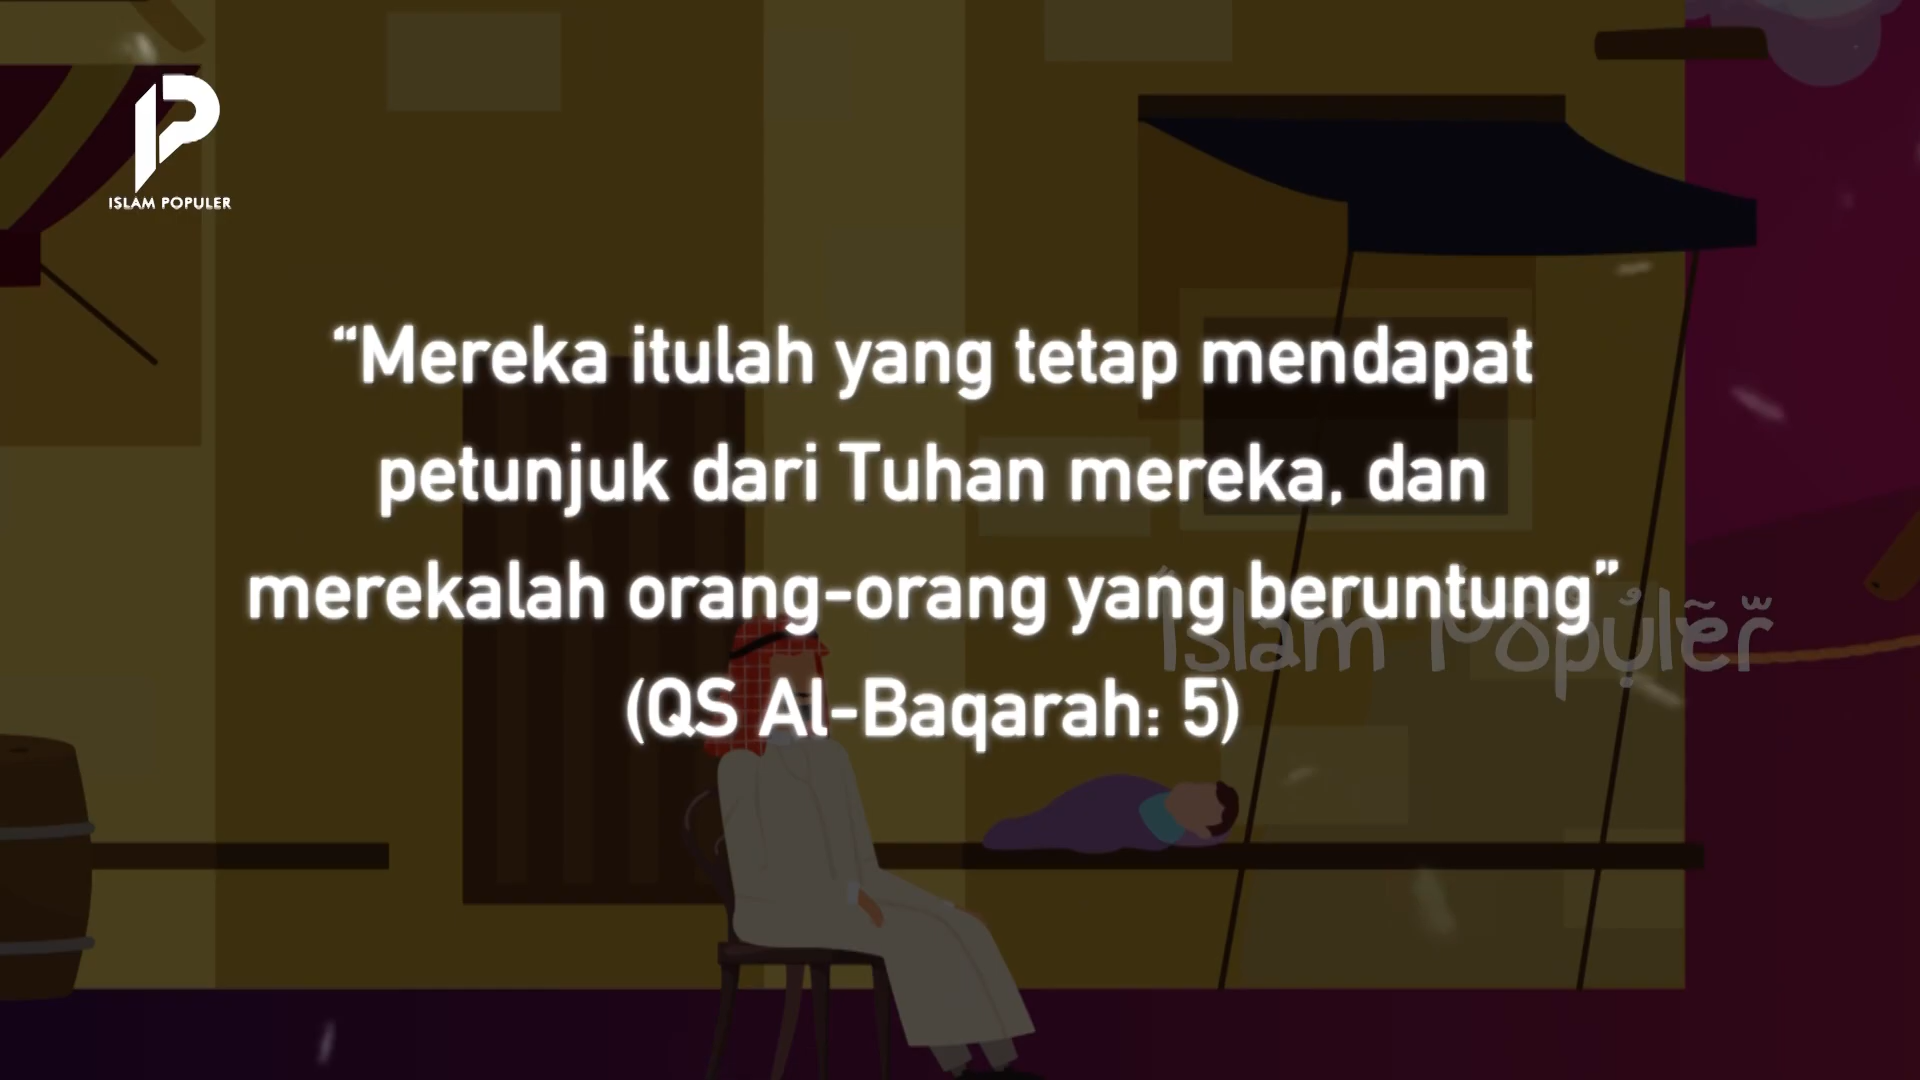 ISLAM POPULER
“Mereka itulah yang tetap mendapat
petunjuk dari Tuhan mereka, dan
merekalah orang-orang yang beruntung”
Islam Populer
(QS Al-Baqarah: 5)